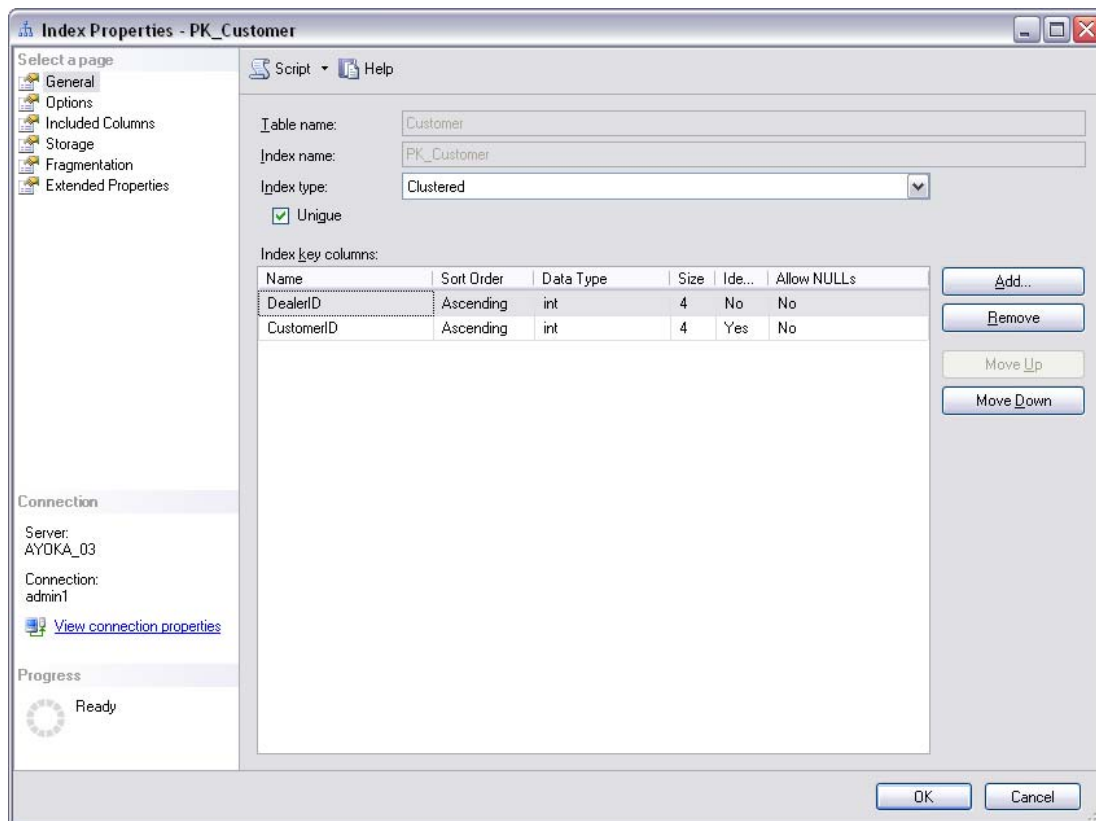 Index Properties - PK_Customer
Select a page
General
Options
Included Columns
Storage
Fragmentation
Extended Properties
Script
Help
Table name:
Customer
Index name:
PK_Customer
Index type:
Clustered
Unique
Index key columns:
Name Sort Order Data Type Size Ide... Allow NULLs
DealerID Ascending int 4 No No
CustomerID Ascending int 4 Yes No
Add...
Remove
Move Up
Move Down
Connection
Server:
AYOKA_03
Connection:
admin1
View connection properties
Progress
Ready
OK
Cancel